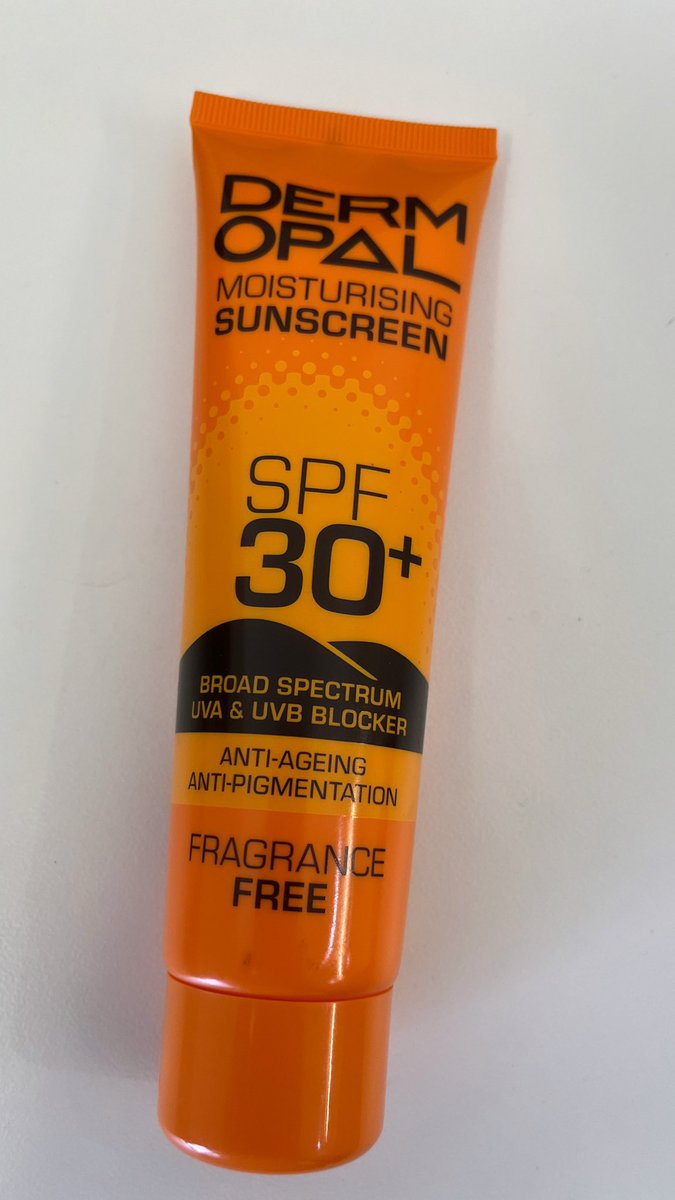 DERM
OPAL
MOISTURISING
SUNSCREEN
SPF
30+
BROAD SPECTRUM
UVA & UVB BLOCKER
ANTI-AGEING
ANTI-PIGMENTATION
FRAGRANCE
FREE